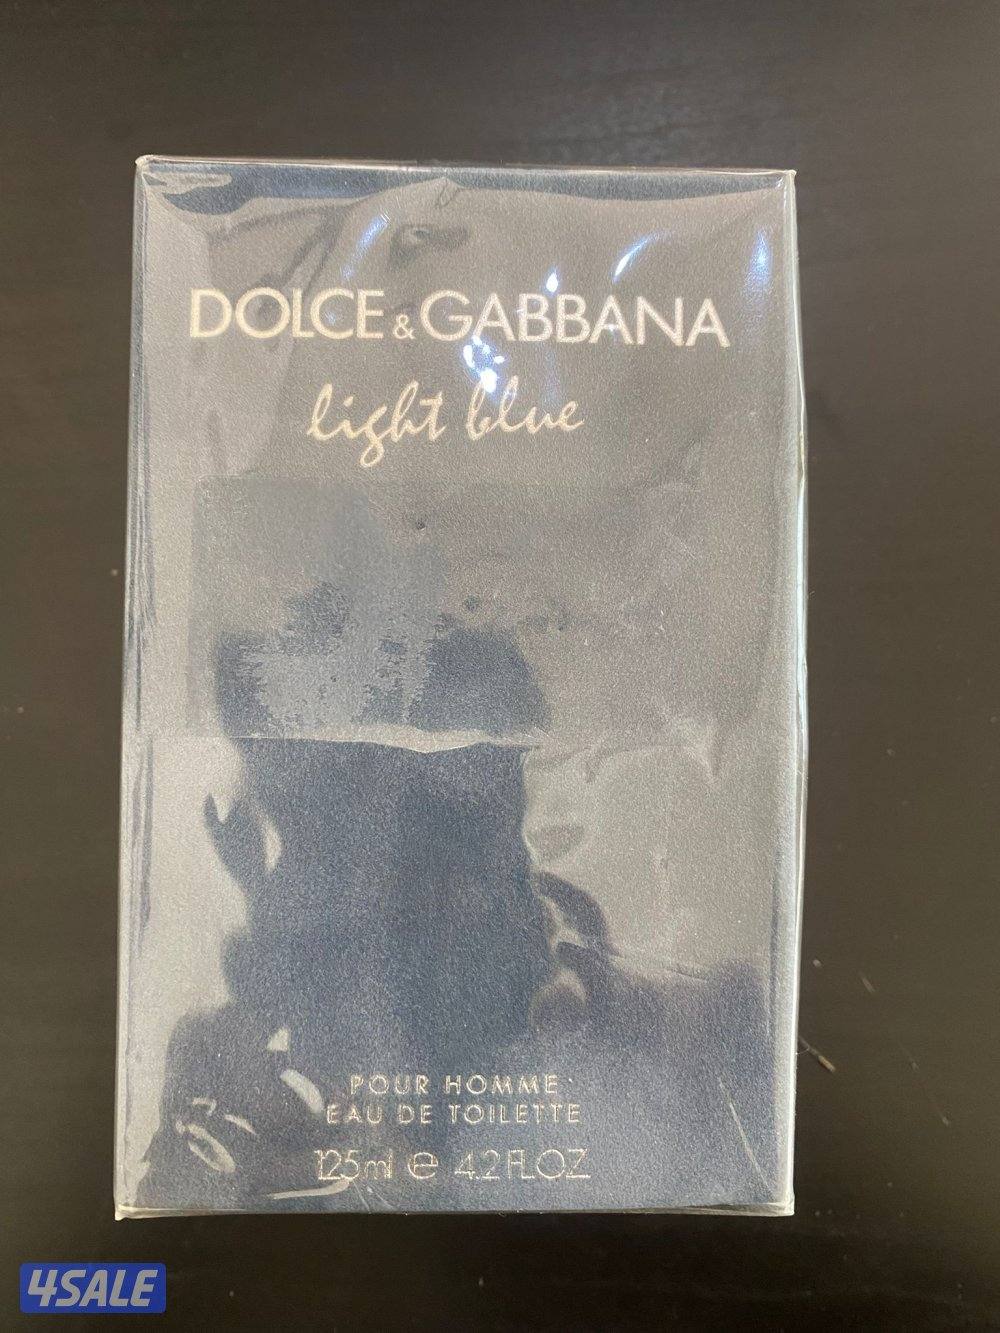 DOLCE & GABBANA
light blue
POUR HOMME
EAU DE TOILETTE
125ml e 4.2 FL.OZ
4SALE